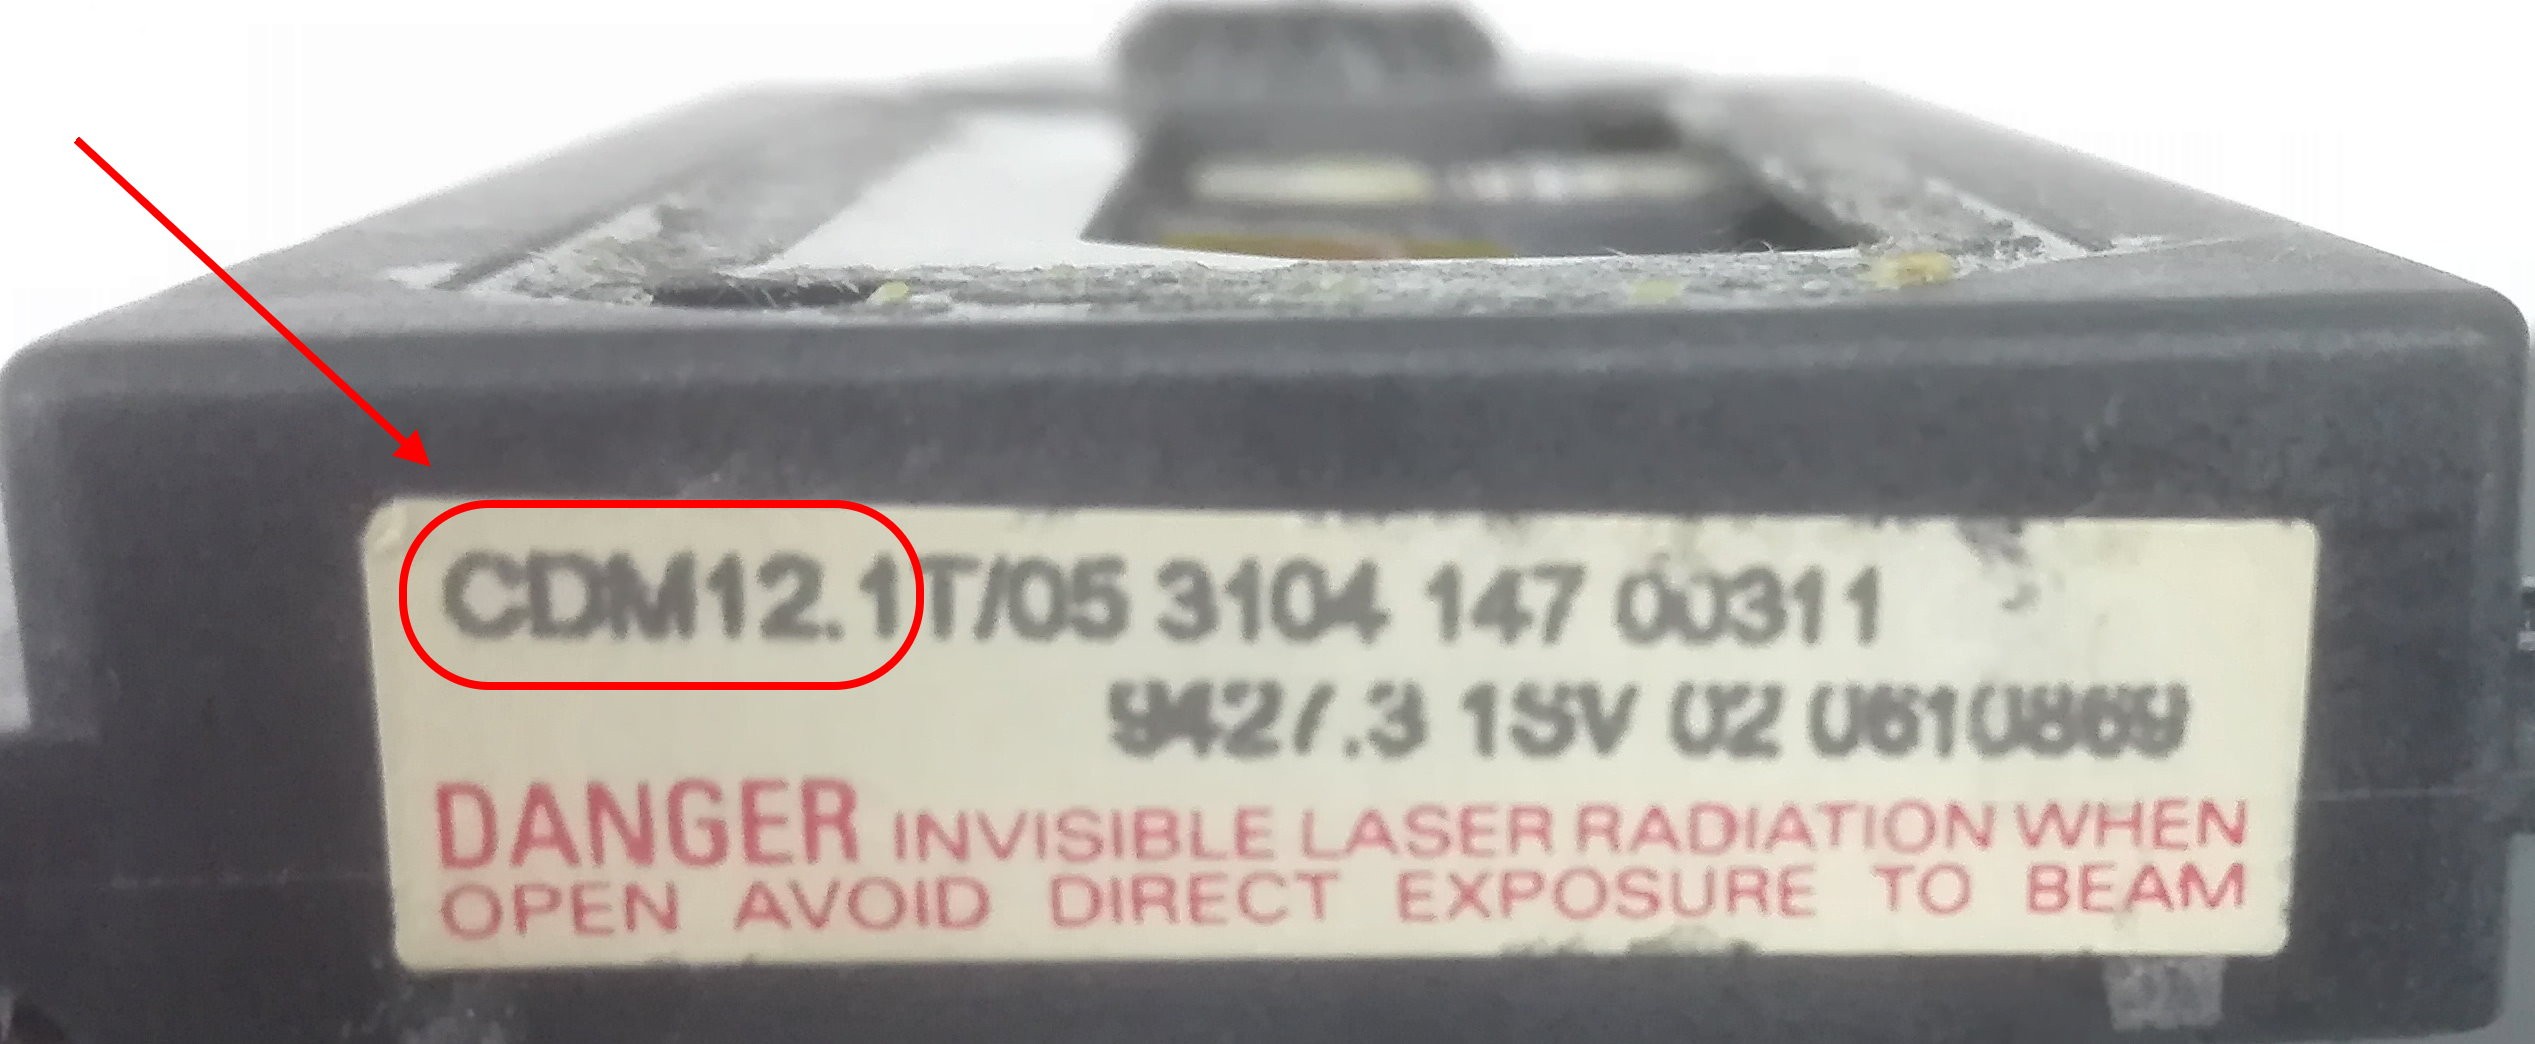 CDM12.1T/05 3104 147 00311
9427.3 1SV 02 0610869
DANGER INVISIBLE LASER RADIATION WHEN
OPEN AVOID DIRECT EXPOSURE TO BEAM